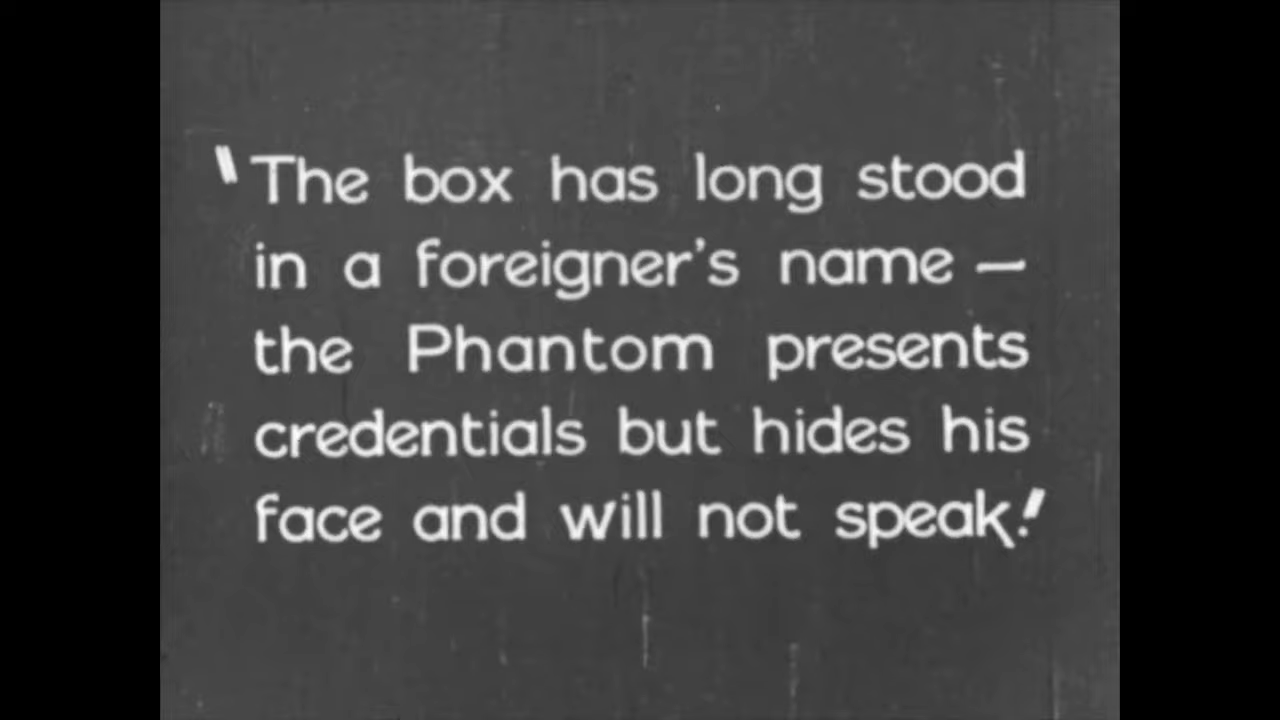 "The box has long stood
in a foreigner's name —
the Phantom presents
credentials but hides his
face and will not speak."